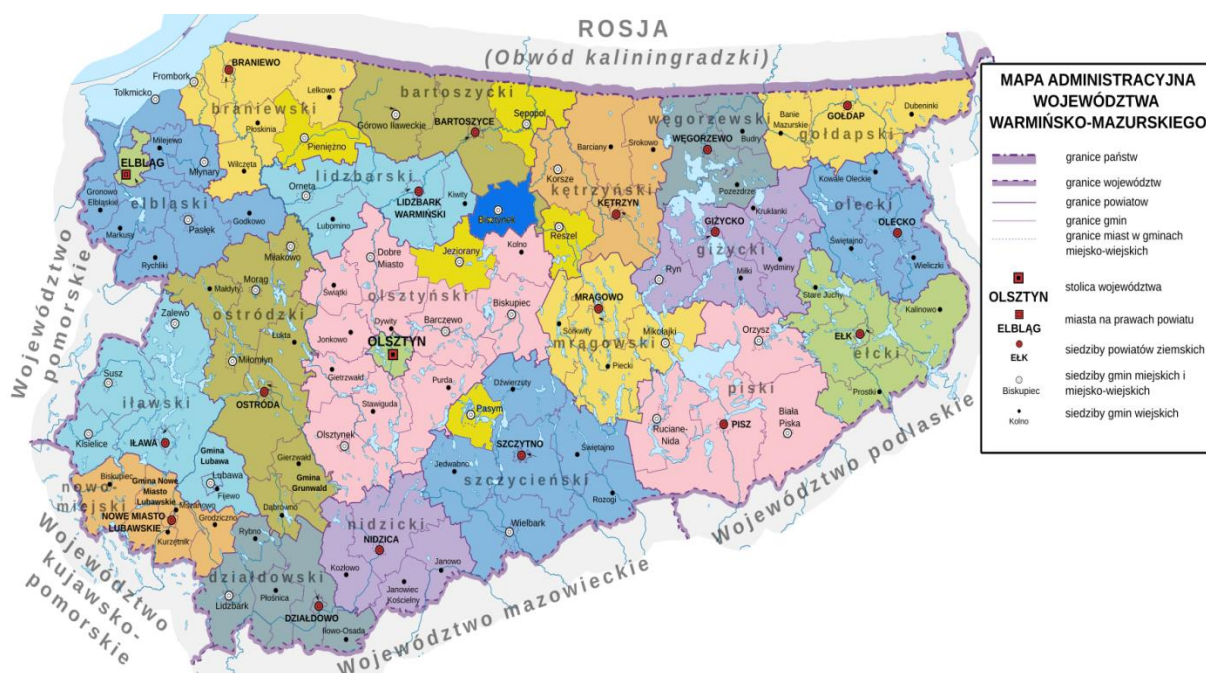 ROSJA
(Obwód kaliningradzki)
MAPA ADMINISTRACYJNA
WOJEWÓDZTWA
WARMIŃSKO-MAZURSKIEGO
granice państw
granice województw
granice powiatow
granice gmin
granice miast w gminach
miejsko-wiejskich
OLSZTYN
stolica województwa
ELBLĄG
miasta na prawach powiatu
EŁK
siedziby powiatów ziemskich
Biskupiec
siedziby gmin miejskich i
miejsko-wiejskich
Kolno
siedziby gmin wiejskich
Województwo
pomorskie
Województwo
kujawsko-
pomorskie
Województwo mazowieckie
Województwo podlaskie
braniewski
BRANIEWO
Frombork
Tolkmicko
Lelkowo
Płoskinia
Pieniężno
Wilczęta
bartoszycki
Górowo Iławeckie
BARTOSZYCE
Sępopol
Bisztynek
węgorzewski
WĘGORZEWO
Budry
Pozezdrze
gołdapski
GOŁDAP
Banie
Mazurskie
Dubeninki
elbląski
ELBLĄG
Milejewo
Młynary
Gronowo
Elbląskie
Markusy
Pasłęk
Godkowo
Rychliki
lidzbarski
Orneta
LIDZBARK
WARMIŃSKI
Kiwity
Lubomino
kętrzyński
Barciany
Srokowo
Korsze
KĘTRZYN
Reszel
olecki
Kowale Oleckie
OLECKO
Świętajno
Wieliczki
giżycki
GIŻYCKO
Kruklanki
Ryn
Miłki
Wydminy
ostródzki
Miłakowo
Morąg
Małdyty
Łukta
Miłomłyn
OSTRÓDA
Gierzwałd
Gmina
Grunwald
Dąbrówno
olsztyński
Dobre
Miasto
Jeziorany
Kolno
Świątki
Dywity
Barczewo
Biskupiec
Jonkowo
OLSZTYN
Gietrzwałd
Purda
Stawiguda
Olsztynek
mrągowski
MRĄGOWO
Sorkwity
Mikołajki
Piecki
ełcki
Stare Juchy
Kalinowo
EŁK
Prostki
piski
Orzysz
Ruciane-
Nida
PISZ
Biała
Piska
iławski
Zalewo
Susz
Kisielice
IŁAWA
Gmina
Lubawa
Lubawa
Fijewo
szczycieński
Dźwierzuty
Pasym
SZCZYTNO
Jedwabno
Świętajno
Rozogi
Wielbark
nowo-
miejski
Biskupiec
Gmina Nowe
Miasto
Lubawskie
Mszanowo
NOWE MIASTO
LUBAWSKIE
Grodziczno
Kurzętnik
nidzicki
NIDZICA
Kozłowo
Janowo
Janowiec
Kościelny
działdowski
Rybno
Lidzbark
Płośnica
DZIAŁDOWO
Iłowo-Osada